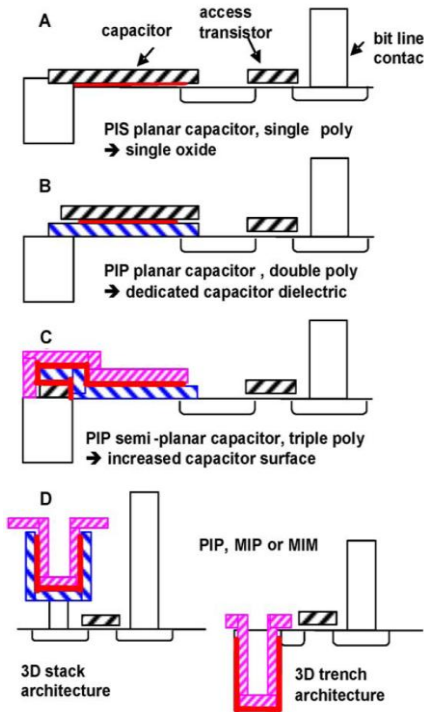 A
capacitor
access
transistor
bit line
contac
PIS planar capacitor, single poly
➔ single oxide
B
PIP planar capacitor , double poly
➔ dedicated capacitor dielectric
C
PIP semi-planar capacitor, triple poly
➔ increased capacitor surface
D
PIP, MIP or MIM
3D stack
architecture
3D trench
architecture